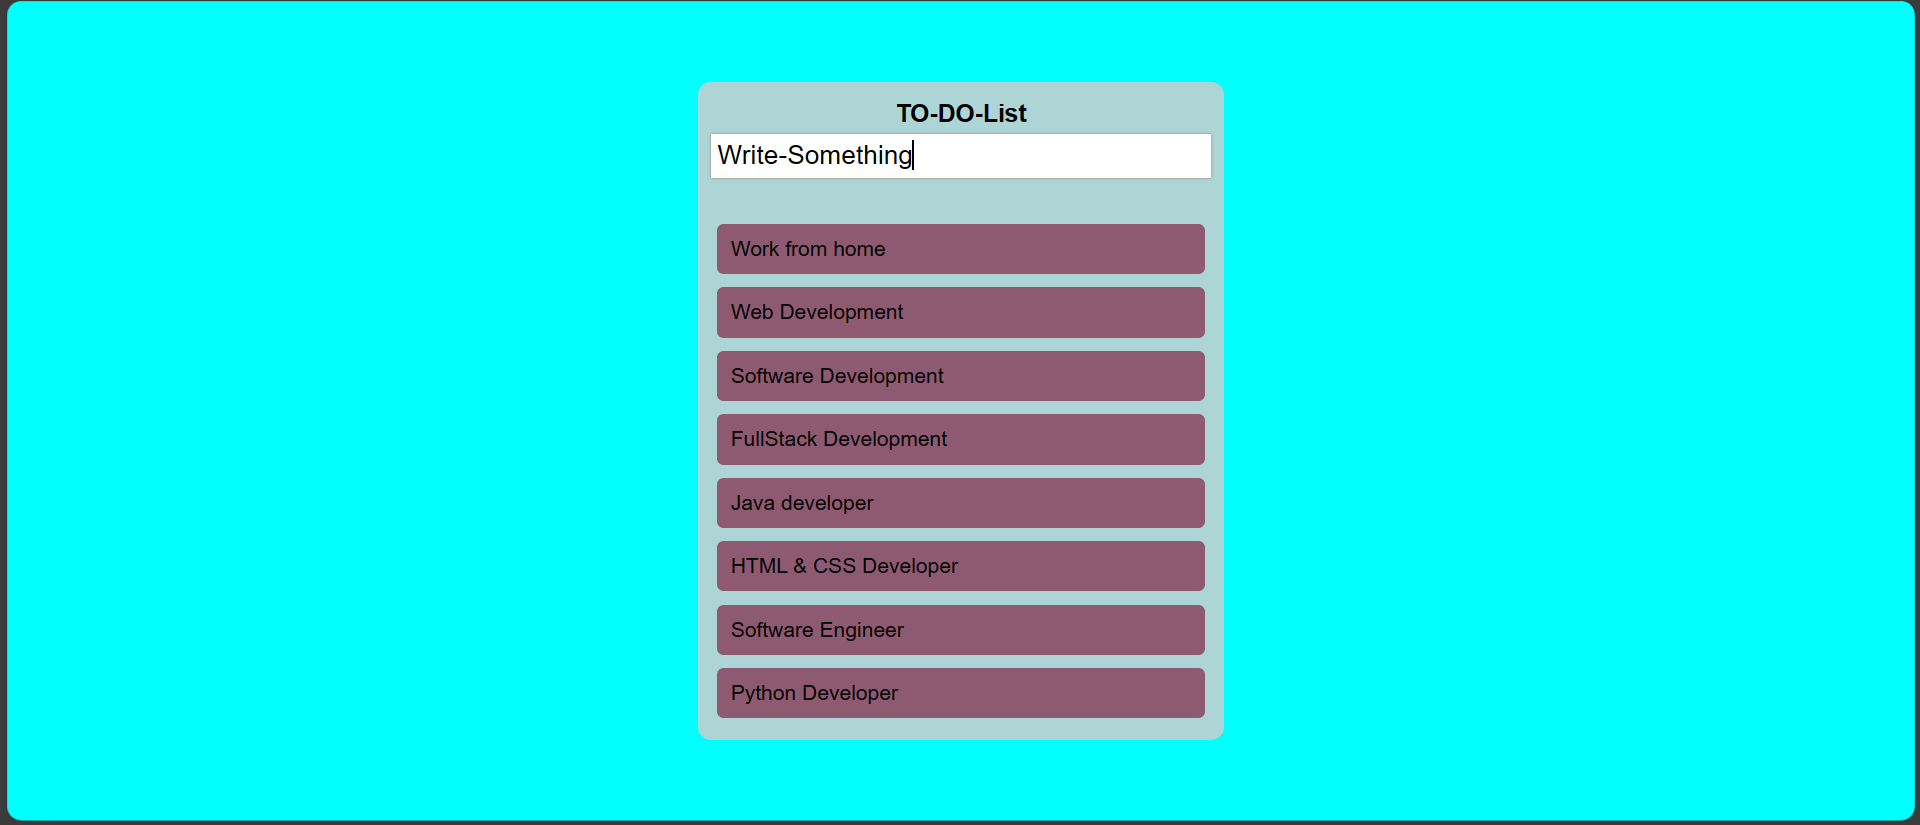 TO-DO-List
Write-Something
Work from home
Web Development
Software Development
FullStack Development
Java developer
HTML & CSS Developer
Software Engineer
Python Developer